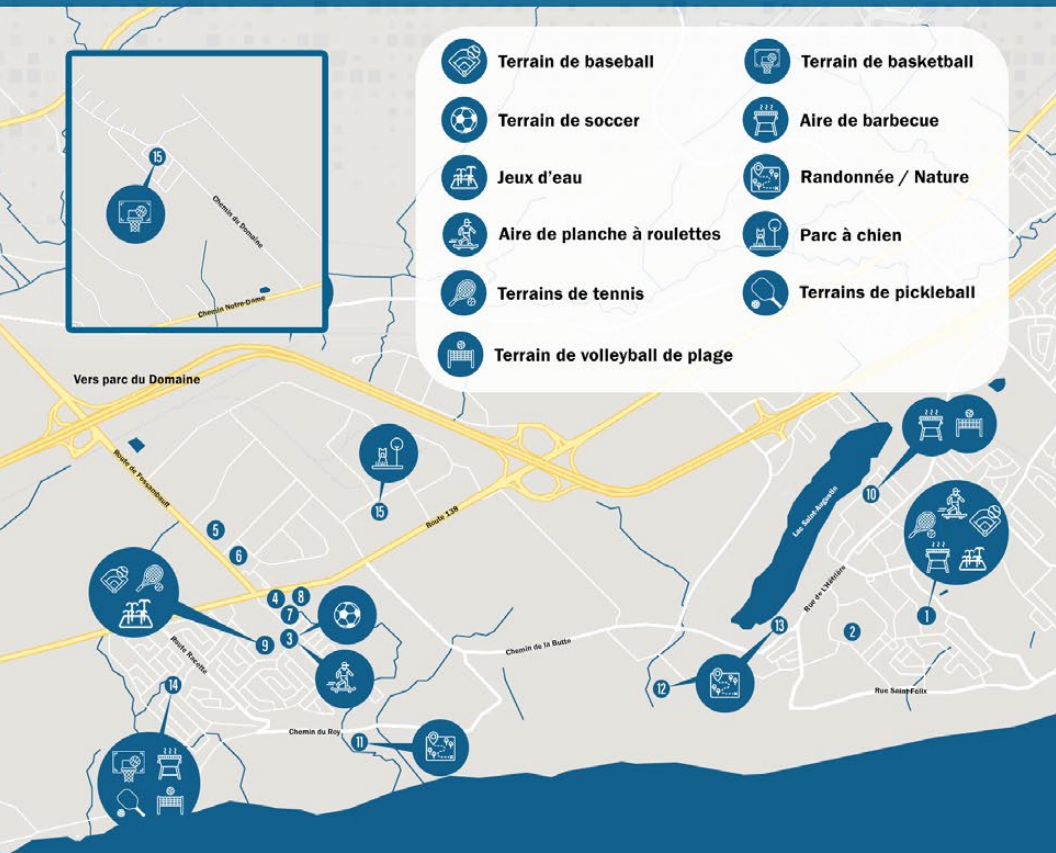 Terrain de baseball
Terrain de basketball
Terrain de soccer
Aire de barbecue
Jeux d'eau
Randonnée / Nature
Aire de planche à roulettes
Parc à chien
Terrains de tennis
Terrains de pickleball
Terrain de volleyball de plage
15
Chemin du Domaine
Chemin Notre-Dame
Vers parc du Domaine
Route de Fossambault
15
Route 138
5
6
4
8
7
3
9
Route Racette
14
Chemin du Roy
11
Chemin de la Butte
Lac Saint-Augustin
10
Rue de L'Hêtrière
1
2
13
12
Rue Saint-Félix